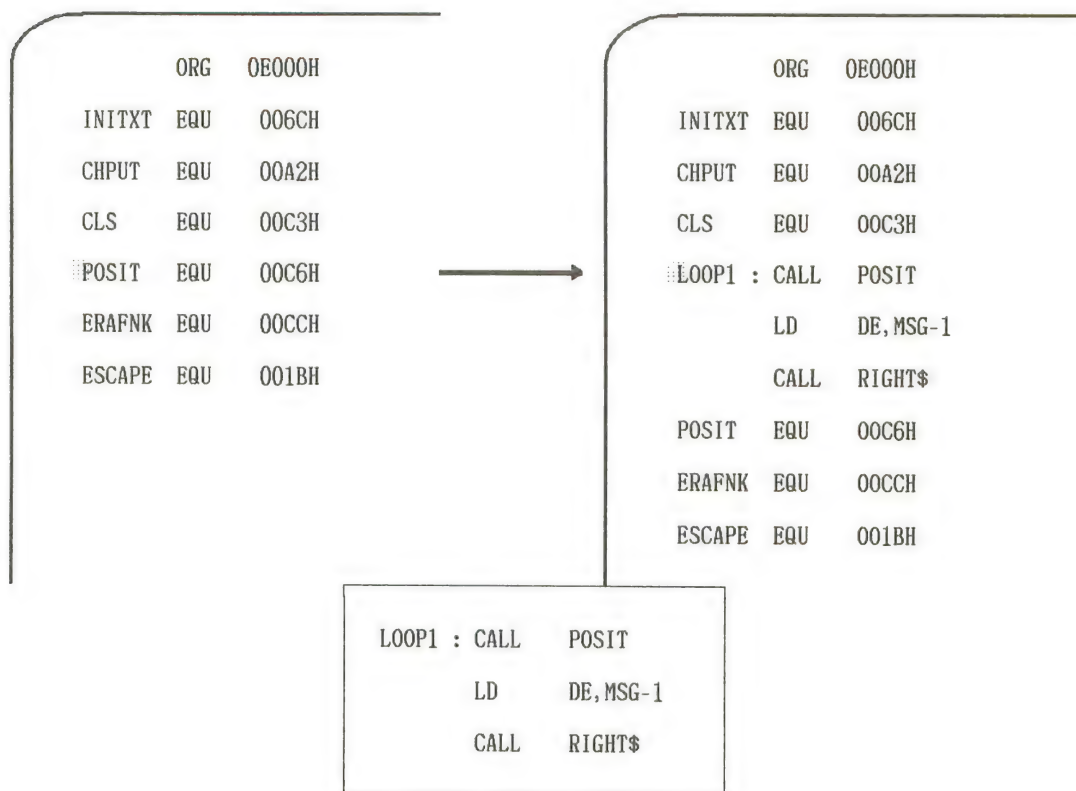 ORG 0E000H
INITXT EQU 006CH
CHPUT EQU 00A2H
CLS EQU 00C3H
POSIT EQU 00C6H
ERAFNK EQU 00CCH
ESCAPE EQU 001BH
ORG 0E000H
INITXT EQU 006CH
CHPUT EQU 00A2H
CLS EQU 00C3H
LOOP1 : CALL POSIT
LD DE,MSG-1
CALL RIGHT$
POSIT EQU 00C6H
ERAFNK EQU 00CCH
ESCAPE EQU 001BH
LOOP1 : CALL POSIT
LD DE,MSG-1
CALL RIGHT$